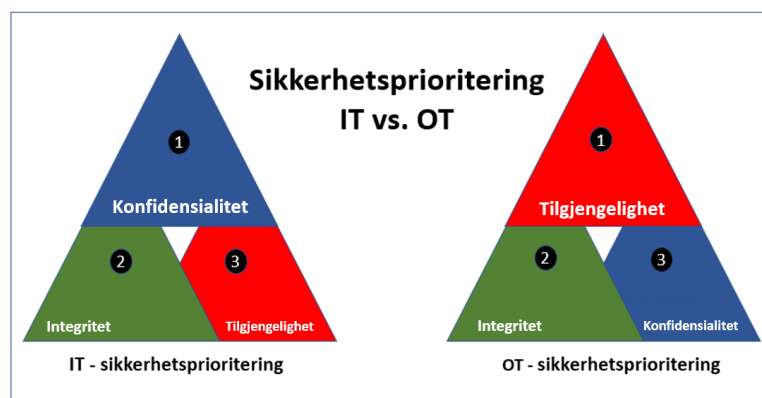 Sikkerhetsprioritering
IT vs. OT
1
Konfidensialitet
2
Integritet
3
Tilgjengelighet
IT - sikkerhetsprioritering
1
Tilgjengelighet
2
Integritet
3
Konfidensialitet
OT - sikkerhetsprioritering